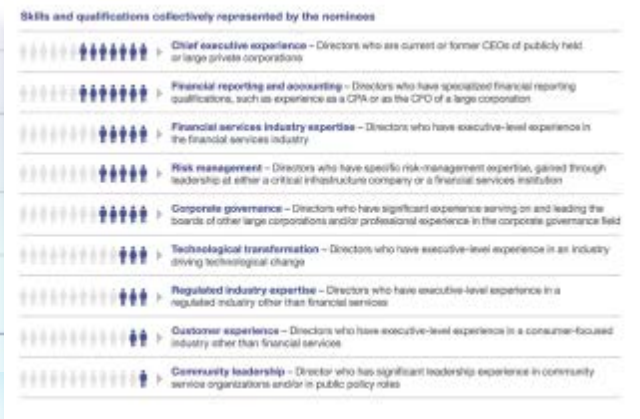 Skills and qualifications collectively represented by the nominees
Chief executive experience – Directors who are current or former CEOs of publicly held
or large private corporations
Financial reporting and accounting – Directors who have specialized financial reporting
qualifications, such as experience as a CPA or as the CFO of a large corporation
Financial services industry expertise – Directors who have executive-level experience in
the financial services industry
Risk management – Directors who have specific risk-management expertise, gained through
leadership at either a critical infrastructure company or a financial services institution
Corporate governance – Directors who have significant experience serving on and leading the
boards of other large corporations and/or professional experience in the corporate governance field
Technological transformation – Directors who have executive-level experience in an industry
driving technological change
Regulated industry expertise – Directors who have executive-level experience in a
regulated industry other than financial services
Customer experience – Directors who have executive-level experience in a consumer-focused
industry other than financial services
Community leadership – Director who has significant leadership experience in community
service organizations and/or in public policy roles